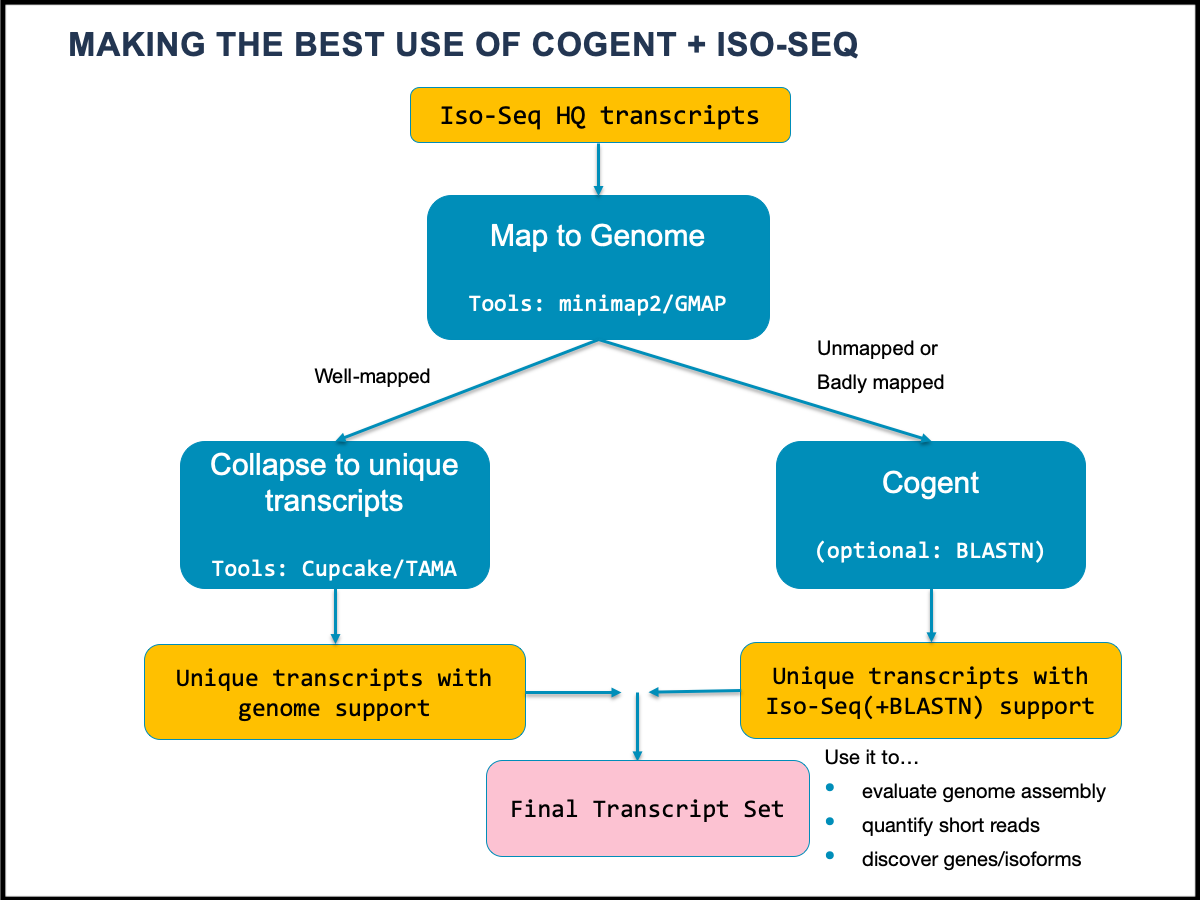 MAKING THE BEST USE OF COGENT + ISO-SEQ
Iso-Seq HQ transcripts
Map to Genome
Tools: minimap2/GMAP
Well-mapped
Unmapped or
Badly mapped
Collapse to unique
transcripts
Tools: Cupcake/TAMA
Cogent
(optional: BLASTN)
Unique transcripts with
genome support
Unique transcripts with
Iso-Seq(+BLASTN) support
Final Transcript Set
Use it to…
• evaluate genome assembly
• quantify short reads
• discover genes/isoforms